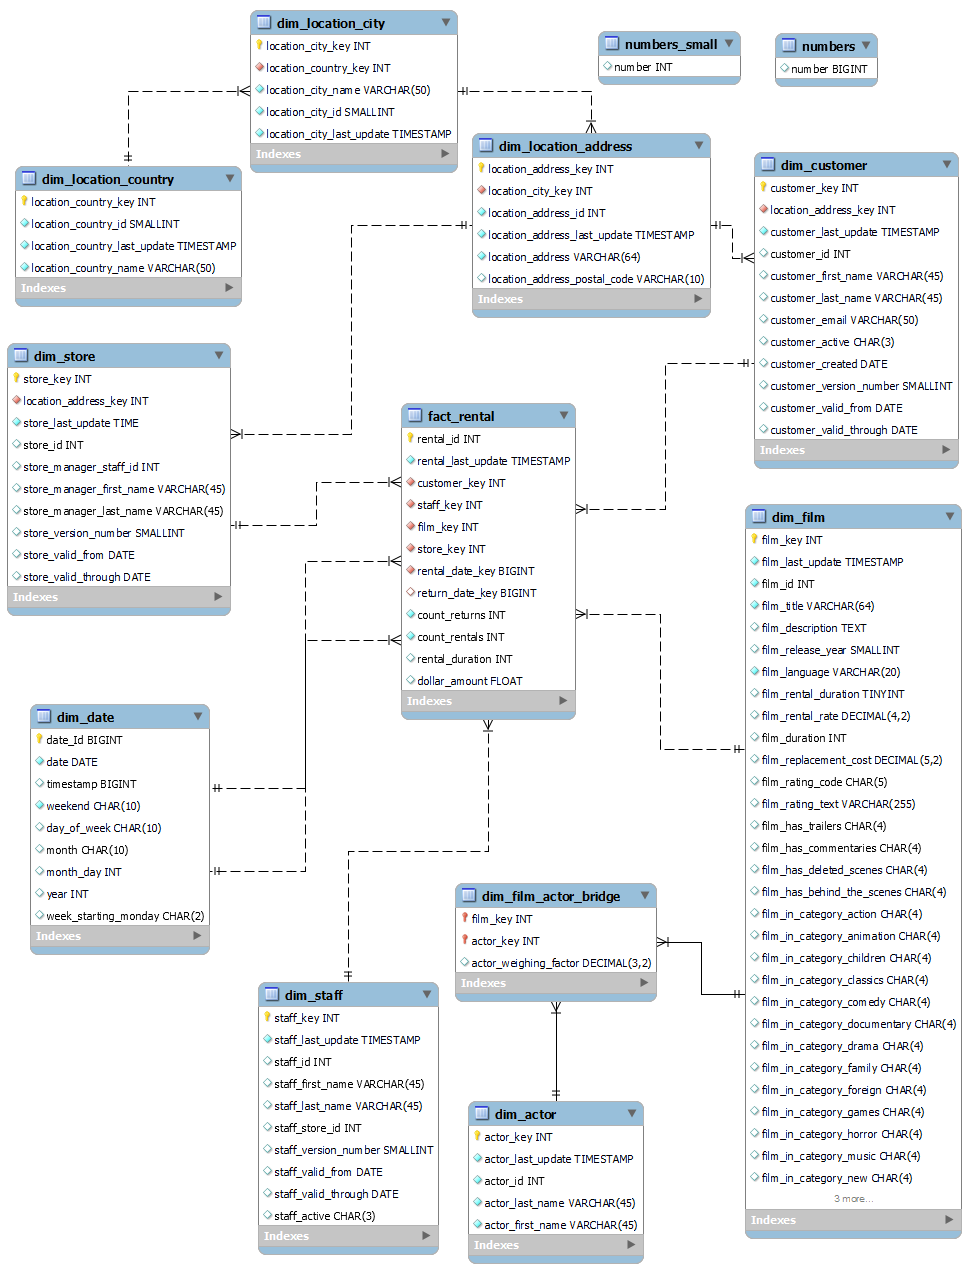 dim_location_city
location_city_key INT
location_country_key INT
location_city_name VARCHAR(50)
location_city_id SMALLINT
location_city_last_update TIMESTAMP
Indexes
numbers_small
number INT
numbers
number BIGINT
dim_location_country
location_country_key INT
location_country_id SMALLINT
location_country_last_update TIMESTAMP
location_country_name VARCHAR(50)
Indexes
dim_location_address
location_address_key INT
location_city_key INT
location_address_id INT
location_address_last_update TIMESTAMP
location_address VARCHAR(64)
location_address_postal_code VARCHAR(10)
Indexes
dim_customer
customer_key INT
location_address_key INT
customer_last_update TIMESTAMP
customer_id INT
customer_first_name VARCHAR(45)
customer_last_name VARCHAR(45)
customer_email VARCHAR(50)
customer_active CHAR(3)
customer_created DATE
customer_version_number SMALLINT
customer_valid_from DATE
customer_valid_through DATE
Indexes
dim_store
store_key INT
location_address_key INT
store_last_update TIME
store_id INT
store_manager_staff_id INT
store_manager_first_name VARCHAR(45)
store_manager_last_name VARCHAR(45)
store_version_number SMALLINT
store_valid_from DATE
store_valid_through DATE
Indexes
fact_rental
rental_id INT
rental_last_update TIMESTAMP
customer_key INT
staff_key INT
film_key INT
store_key INT
rental_date_key BIGINT
return_date_key BIGINT
count_returns INT
count_rentals INT
rental_duration INT
dollar_amount FLOAT
Indexes
dim_film
film_key INT
film_last_update TIMESTAMP
film_id INT
film_title VARCHAR(64)
film_description TEXT
film_release_year SMALLINT
film_language VARCHAR(20)
film_rental_duration TINYINT
film_rental_rate DECIMAL(4,2)
film_duration INT
film_replacement_cost DECIMAL(5,2)
film_rating_code CHAR(5)
film_rating_text VARCHAR(255)
film_has_trailers CHAR(4)
film_has_commentaries CHAR(4)
film_has_deleted_scenes CHAR(4)
film_has_behind_the_scenes CHAR(4)
film_in_category_action CHAR(4)
film_in_category_animation CHAR(4)
film_in_category_children CHAR(4)
film_in_category_classics CHAR(4)
film_in_category_comedy CHAR(4)
film_in_category_documentary CHAR(4)
film_in_category_drama CHAR(4)
film_in_category_family CHAR(4)
film_in_category_foreign CHAR(4)
film_in_category_games CHAR(4)
film_in_category_horror CHAR(4)
film_in_category_music CHAR(4)
film_in_category_new CHAR(4)
3 more...
Indexes
dim_date
date_Id BIGINT
date DATE
timestamp BIGINT
weekend CHAR(10)
day_of_week CHAR(10)
month CHAR(10)
month_day INT
year INT
week_starting_monday CHAR(2)
Indexes
dim_film_actor_bridge
film_key INT
actor_key INT
actor_weighing_factor DECIMAL(3,2)
Indexes
dim_staff
staff_key INT
staff_last_update TIMESTAMP
staff_id INT
staff_first_name VARCHAR(45)
staff_last_name VARCHAR(45)
staff_store_id INT
staff_version_number SMALLINT
staff_valid_from DATE
staff_valid_through DATE
staff_active CHAR(3)
Indexes
dim_actor
actor_key INT
actor_last_update TIMESTAMP
actor_id INT
actor_last_name VARCHAR(45)
actor_first_name VARCHAR(45)
Indexes